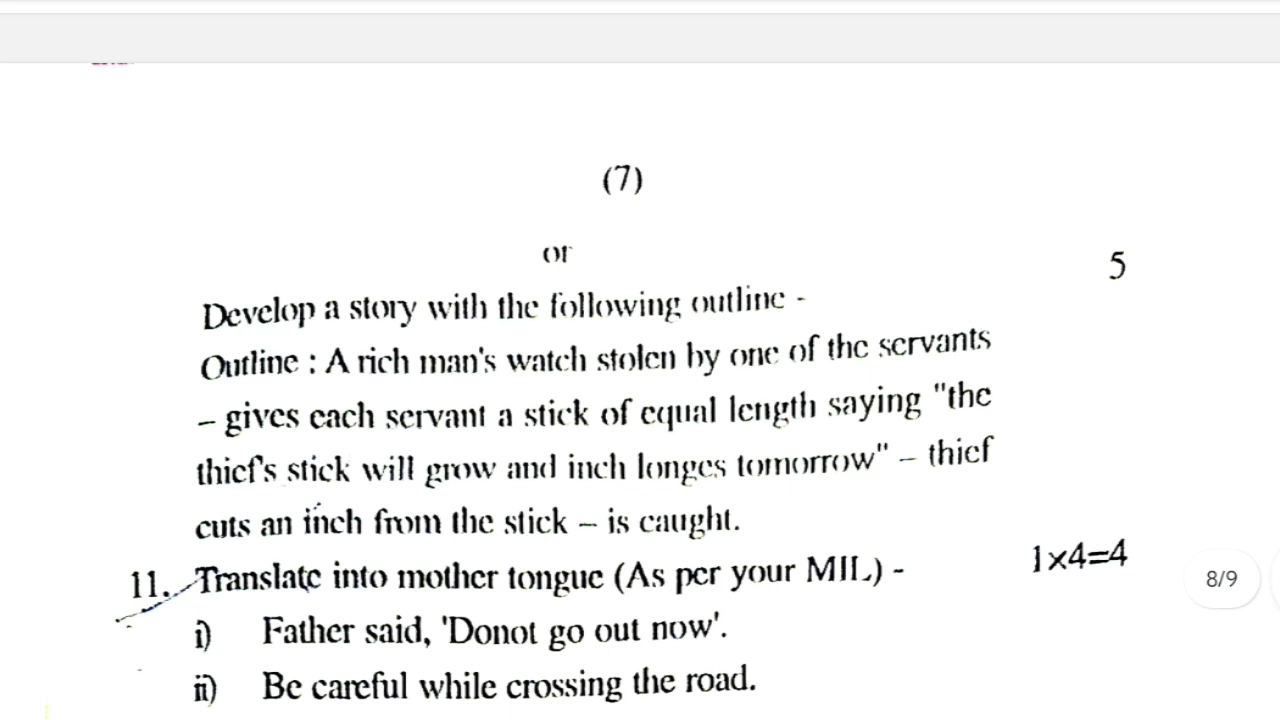 (7)
or
5
Develop a story with the following outline -
Outline : A rich man's watch stolen by one of the servants
– gives each servant a stick of equal length saying "the
thief's stick will grow and inch longes tomorrow" – thief
cuts an inch from the stick – is caught.
11. Translate into mother tongue (As per your MIL) - 1×4=4
i) Father said, 'Donot go out now'.
ii) Be careful while crossing the road.
8/9